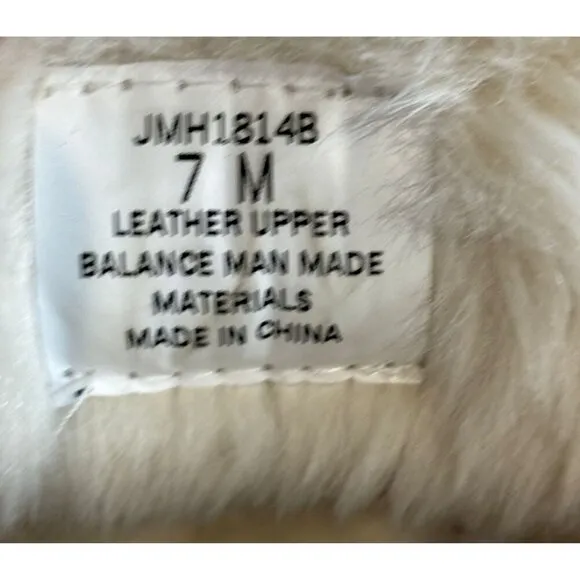 JMH1814B
7 M
LEATHER UPPER
BALANCE MAN MADE
MATERIALS
MADE IN CHINA